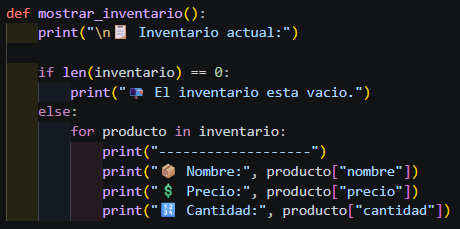 def mostrar_inventario():
    print("\n📋 Inventario actual:")

    if len(inventario) == 0:
        print("📭 El inventario esta vacio.")
    else:
        for producto in inventario:
            print("-------------------")
            print("📦 Nombre:", producto["nombre"])
            print("💲 Precio:", producto["precio"])
            print("🔢 Cantidad:", producto["cantidad"])